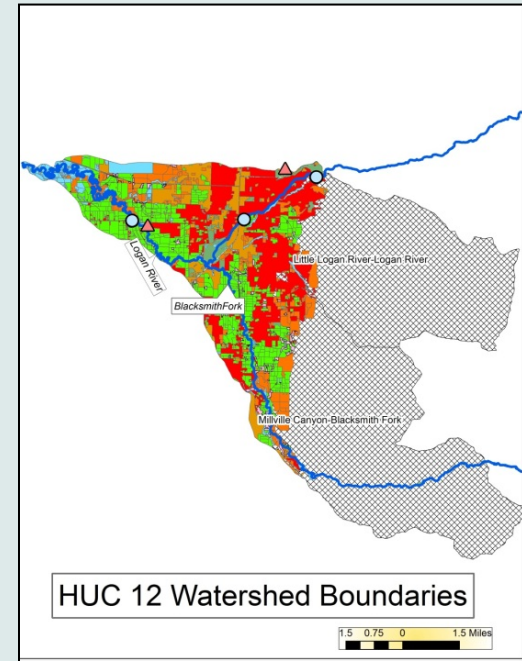 Little Logan River-Logan River
Logan River
BlacksmithFork
Millville Canyon-Blacksmith Fork
HUC 12 Watershed Boundaries
1.5 0.75 0 1.5 Miles